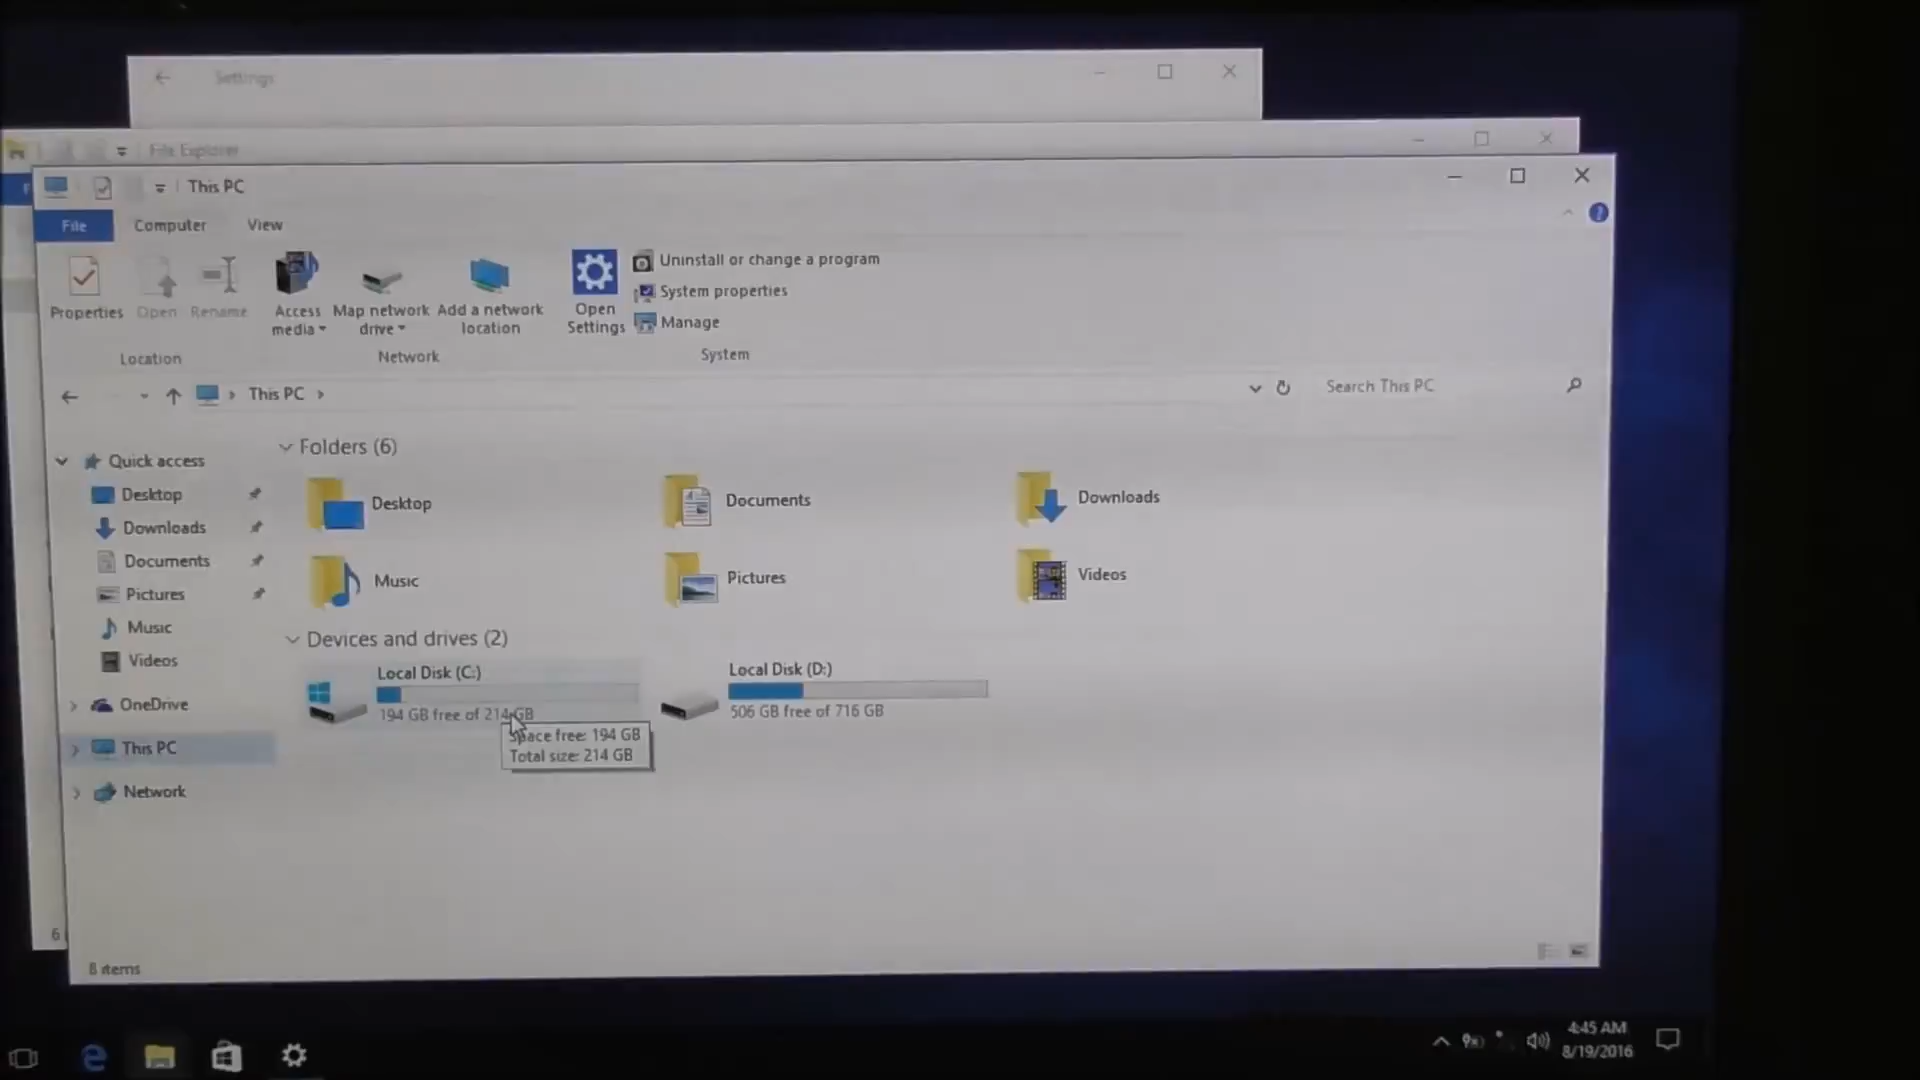 Settings
File Explorer
This PC
File
Computer
View
Properties
Open
Rename
Access
media
Map network
drive
Add a network
location
Open
Settings
Uninstall or change a program
System properties
Manage
Location
Network
System
This PC
Search This PC
Quick access
Desktop
Downloads
Documents
Pictures
Music
Videos
OneDrive
This PC
Network
Folders (6)
Desktop
Documents
Downloads
Music
Pictures
Videos
Devices and drives (2)
Local Disk (C:)
194 GB free of 214 GB
Local Disk (D:)
506 GB free of 716 GB
Space free: 194 GB
Total size: 214 GB
6
8 items
4:45 AM
8/19/2016